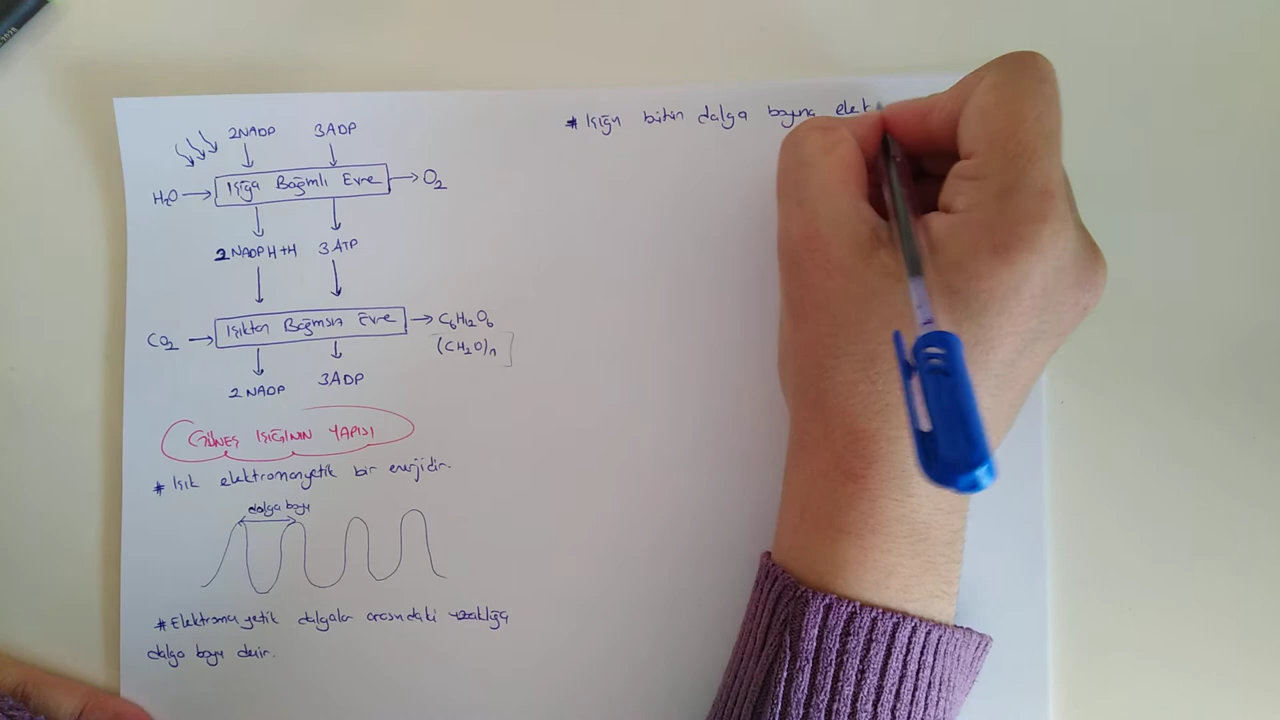 2NADP 3ADP
H₂O → Işığa Bağımlı Evre → O₂
2NADPH+H 3ATP
CO₂ → Işıktan Bağımsız Evre → C₆H₁₂O₆
(CH₂O)n
2NADP 3ADP
GÜNEŞ IŞIĞININ YAPISI
* Işık elektromanyetik bir enerjidir.
dalga boyu
* Elektromanyetik dalgalar arasındaki uzaklığa
dalga boyu denir.
* Işığın bütün dalga boyuna elekt